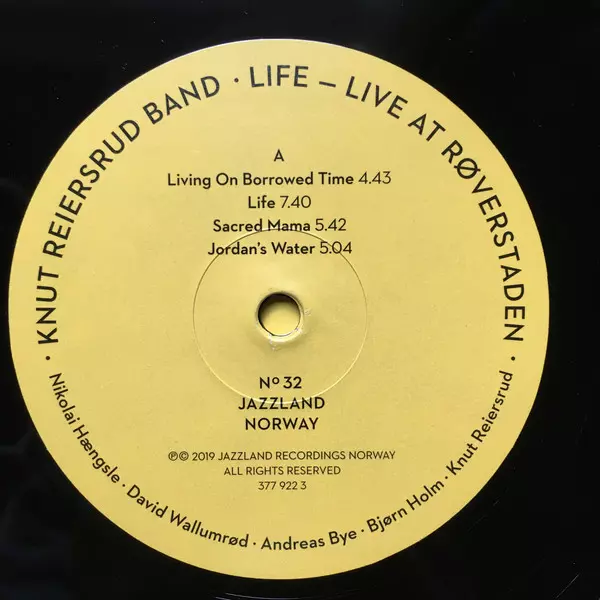 · KNUT REIERSRUD BAND · LIFE – LIVE AT RØVERSTADEN ·
A
Living On Borrowed Time 4.43
Life 7.40
Sacred Mama 5.42
Jordan's Water 5.04
Nº 32
JAZZLAND
NORWAY
℗© 2019 JAZZLAND RECORDINGS NORWAY
ALL RIGHTS RESERVED
377 922 3
Nikolai Hængsle · David Wallumrød · Andreas Bye · Bjørn Holm · Knut Reiersrud